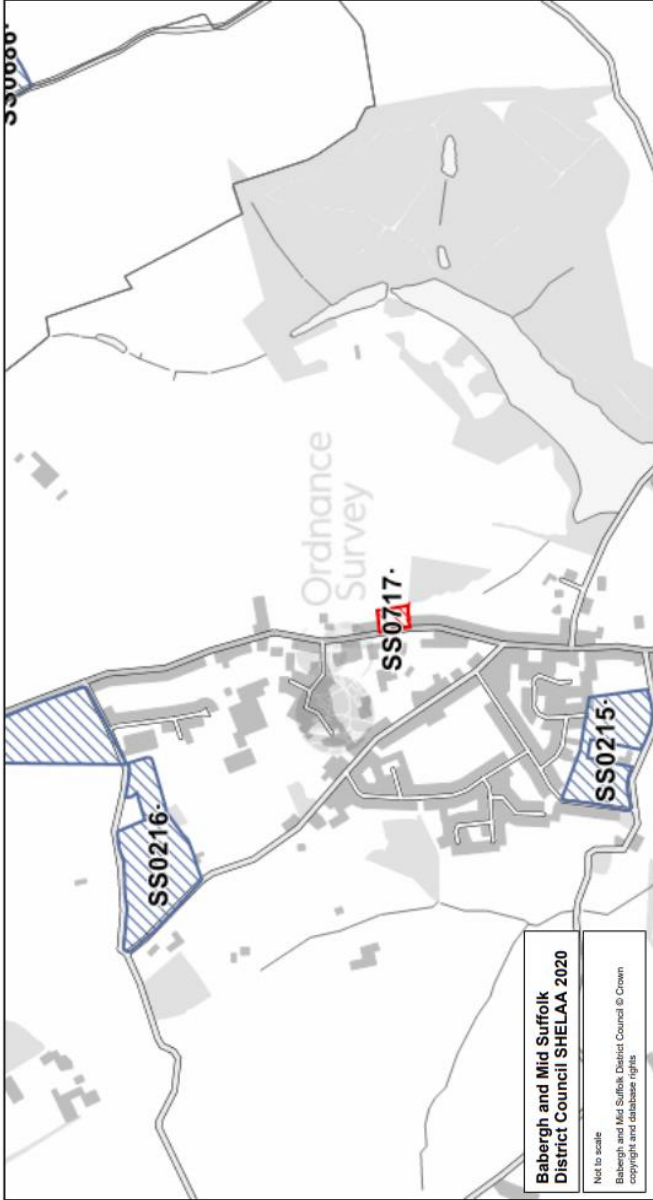 SS0216
Ordnance
Survey
SS0717
SS0215
Babergh and Mid Suffolk
District Council SHELAA 2020
Not to scale
Babergh and Mid Suffolk District Council © Crown
copyright and database rights